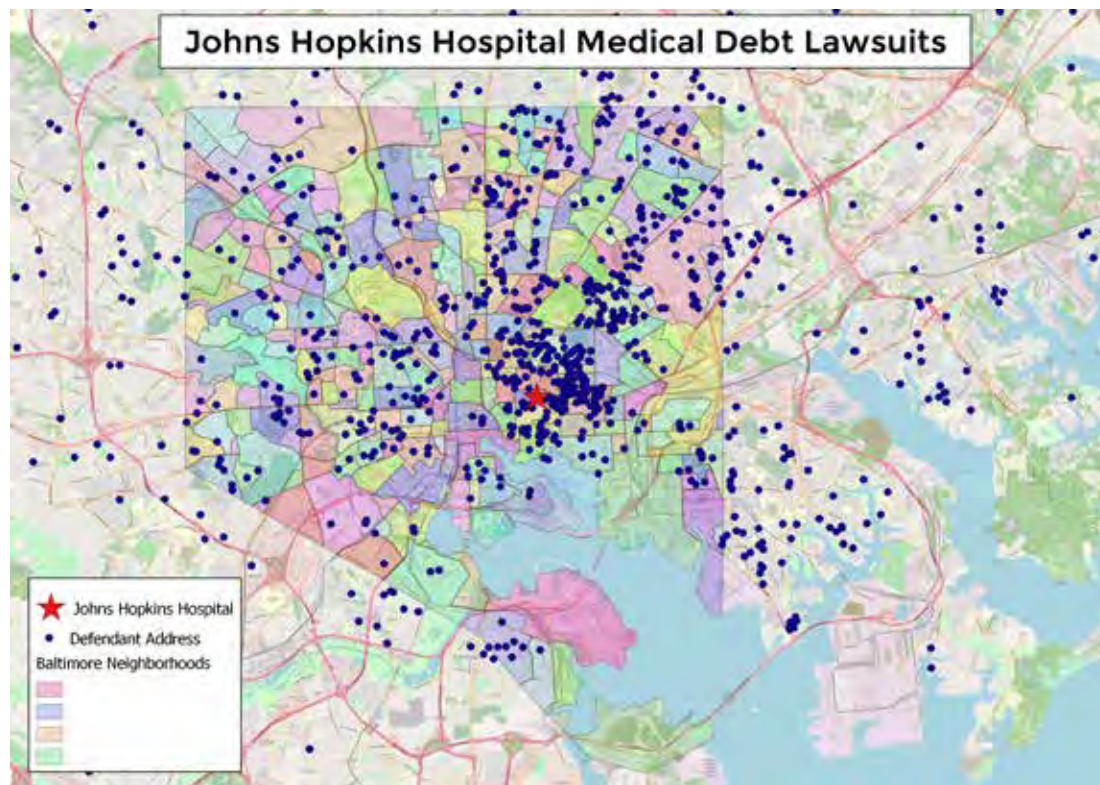 Johns Hopkins Hospital Medical Debt Lawsuits
Johns Hopkins Hospital
Defendant Address
Baltimore Neighborhoods